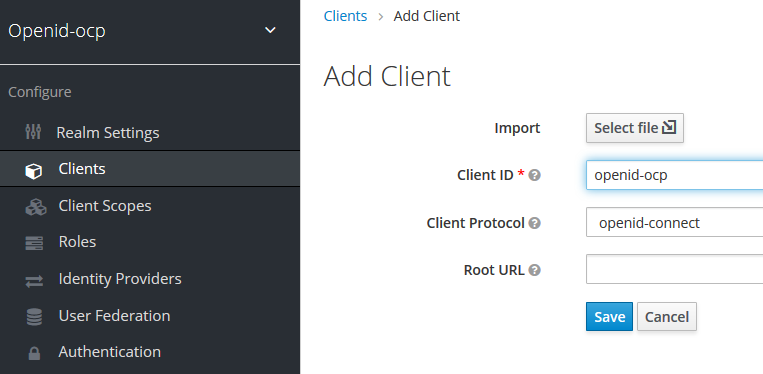 Openid-ocp
Configure
Realm Settings
Clients
Client Scopes
Roles
Identity Providers
User Federation
Authentication
Clients > Add Client
Add Client
Import Select file
Client ID * openid-ocp
Client Protocol openid-connect
Root URL
Save Cancel